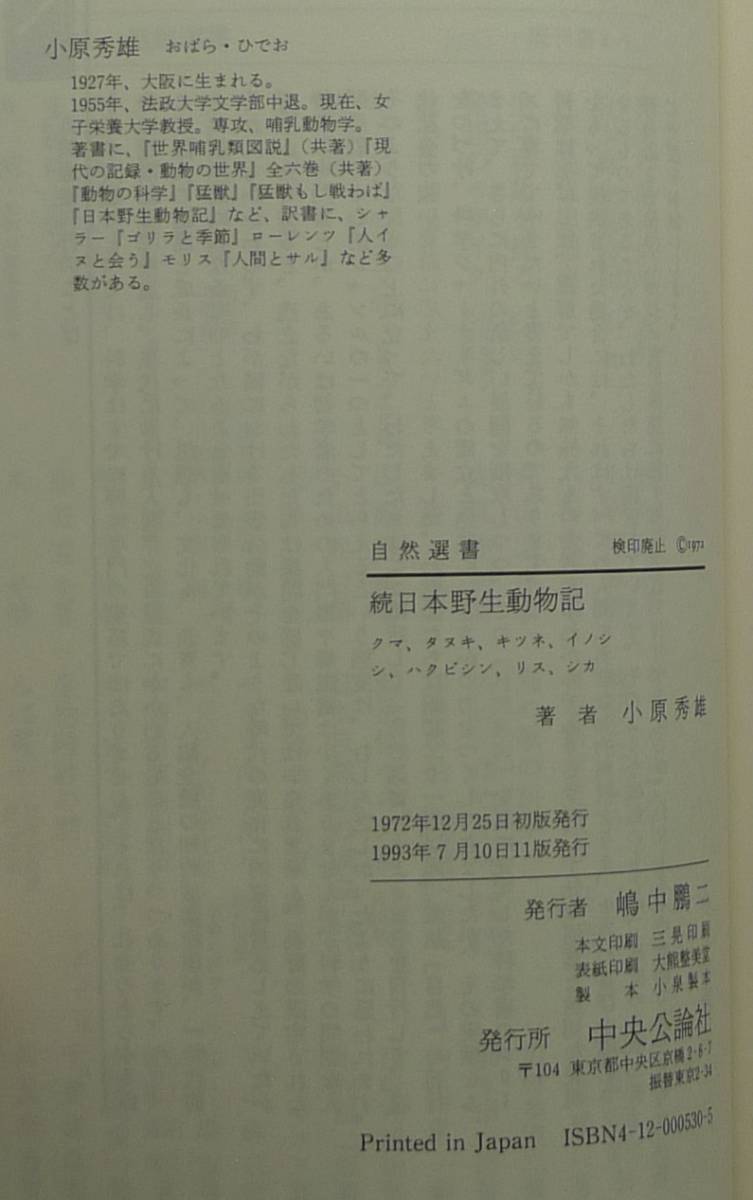 小原秀雄 おばら・ひでお
1927年、大阪に生まれる。
1955年、法政大学文学部中退。現在、女
子栄養大学教授。専攻、哺乳動物学。
著書に、『世界哺乳類図説』(共著)『現
代の記録・動物の世界』全六巻(共著)
『動物の科学』『猛獣』『猛獣もし戦わば』
『日本野生動物記』など、訳書に、シャ
ラー『ゴリラと季節』ローレンツ『人イ
ヌと会う』モリス『人間とサル』など多
数がある。
自然選書 検印廃止 ©1972
続日本野生動物記
クマ、タヌキ、キツネ、イノシ
シ、ハクビシン、リス、シカ
著者 小原秀雄
1972年12月25日初版発行
1993年7月10日11版発行
発行者 嶋中鵬二
本文印刷 三晃印刷
表紙印刷 大熊整美堂
製本 小泉製本
発行所 中央公論社
〒104 東京都中央区京橋2-8-7
振替東京2-34
Printed in Japan ISBN4-12-000530-5